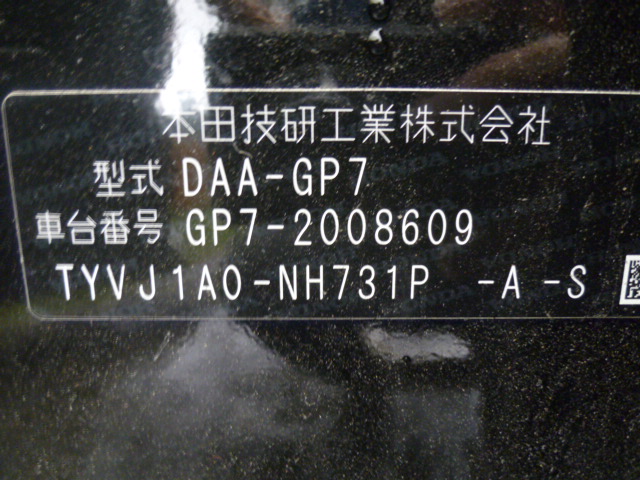 本田技研工業株式会社
型式 DAA-GP7
車台番号 GP7-2008609
TYVJ1A0-NH731P -A-S